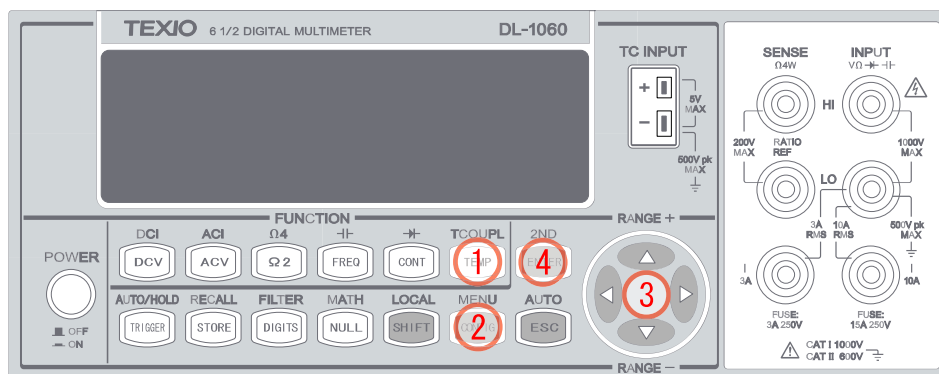 TEXIO 6 1/2 DIGITAL MULTIMETER DL-1060
TC INPUT
+
5V
MAX
−
500V pk
MAX
SENSE
Ω4W
INPUT
VΩ
HI
200V
MAX
RATIO
REF
1000V
MAX
LO
3A
RMS
10A
RMS
500V pk
MAX
3A
10A
FUSE:
3A 250V
FUSE:
15A 250V
CAT I 1000V
CAT II 600V
FUNCTION
RANGE +
POWER
OFF
ON
DCI ACI Ω4 TCOUPL 2ND
DCV ACV Ω2 FREQ CONT TEMP ENTER
1 4 3
AUTO/HOLD RECALL FILTER MATH LOCAL MENU AUTO
TRIGGER STORE DIGITS NULL SHIFT CONFIG ESC
2
RANGE −